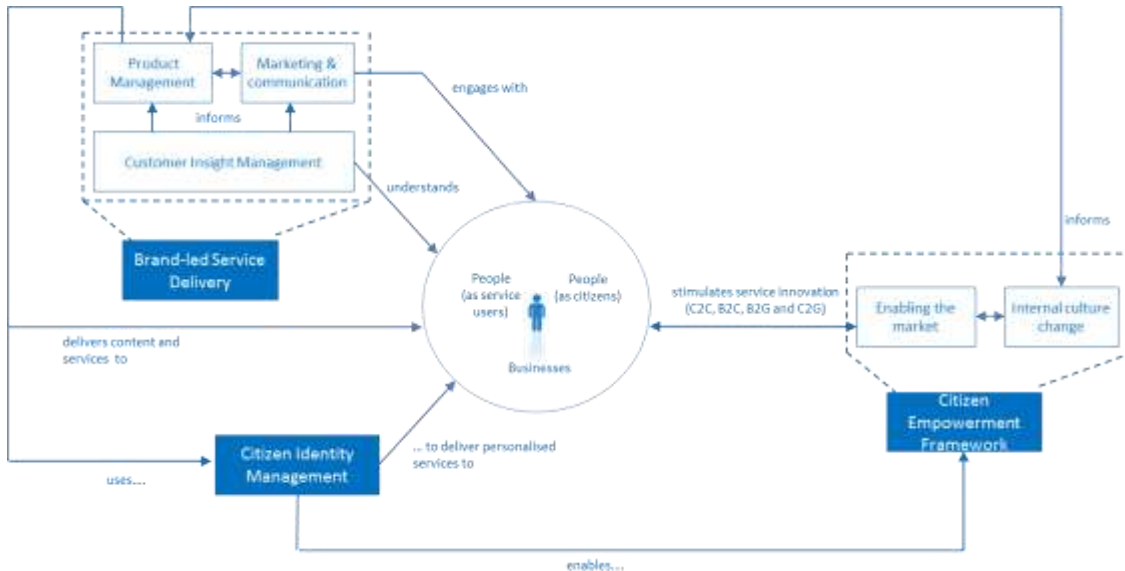 Product
Management
Marketing &
communication
informs
Customer Insight Management
engages with
understands
Brand-led Service
Delivery
People
(as service
users)
People
(as citizens)
Businesses
informs
stimulates service innovation
(C2C, B2C, B2G and C2G)
Enabling the
market
Internal culture
change
delivers content and
services to
Citizen
Empowerment
Framework
Citizen Identity
Management
... to deliver personalised
services to
uses....
enables...